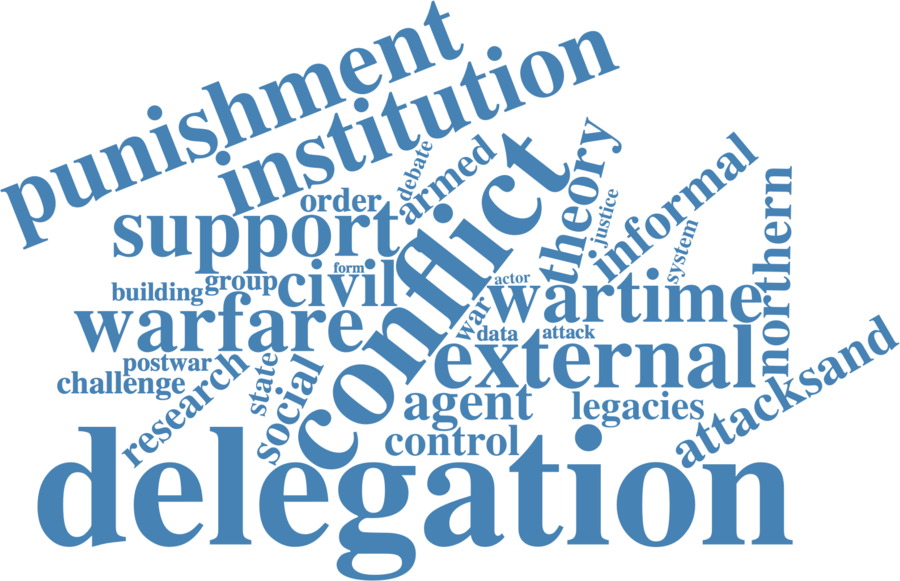 punishment
institution
debate
armed
order
support
conflict
theory
justice
informal
system
northern
form
group
civil
building
actor
wartime
warfare
war
data
attack
external
postwar
challenge
research
state
social
agent
legacies
attacksand
control
delegation